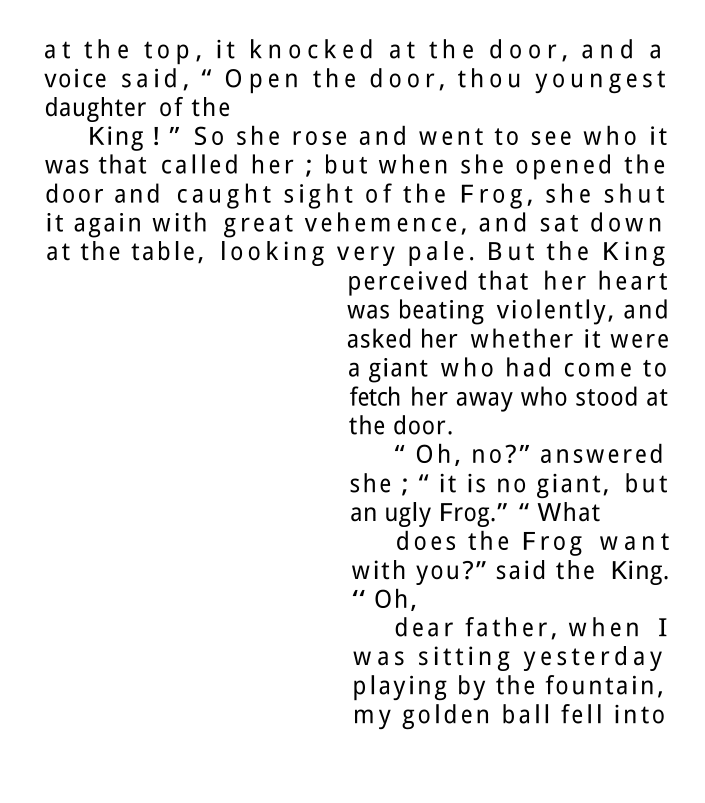 at the top, it knocked at the door, and a
voice said, “ Open the door, thou youngest
daughter of the
King ! ” So she rose and went to see who it
was that called her ; but when she opened the
door and caught sight of the Frog, she shut
it again with great vehemence, and sat down
at the table, looking very pale. But the King
perceived that her heart
was beating violently, and
asked her whether it were
a giant who had come to
fetch her away who stood at
the door.
“ Oh, no?” answered
she ; “ it is no giant, but
an ugly Frog.” “ What
does the Frog want
with you?” said the King.
“ Oh,
dear father, when I
was sitting yesterday
playing by the fountain,
my golden ball fell into